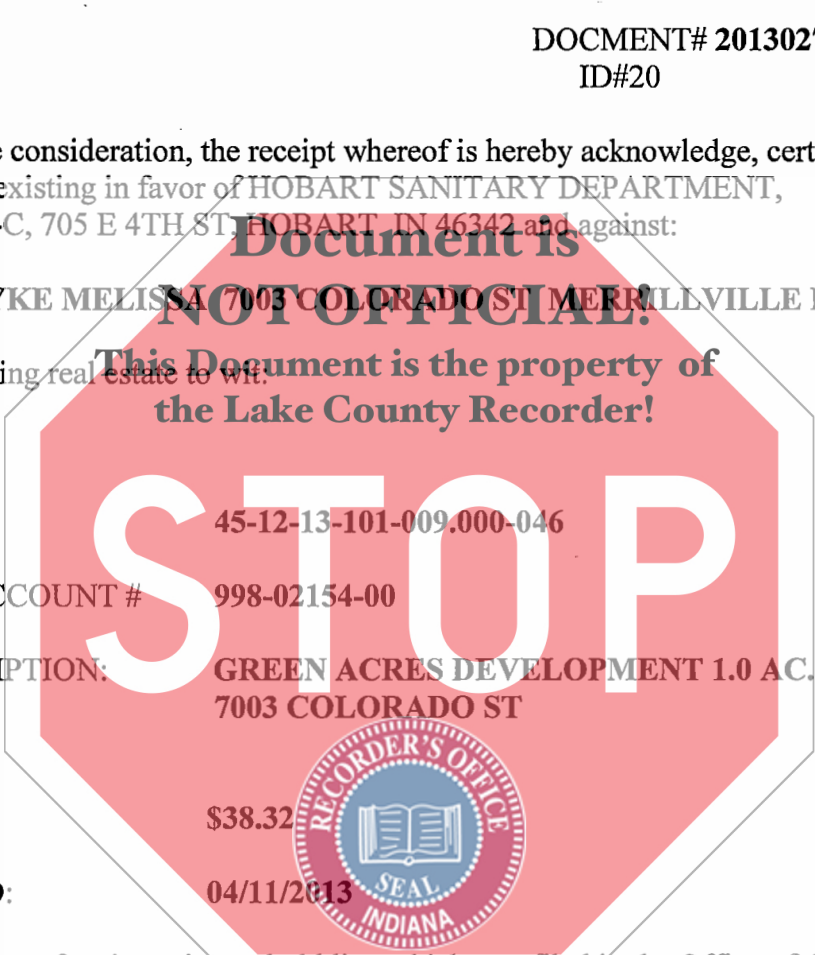 DOCMENT# 201302
ID#20
consideration, the receipt whereof is hereby acknowledge, cert
existing in favor of HOBART SANITARY DEPARTMENT,
C, 705 E 4TH ST, HOBART, IN 46342 and against:
Document is
YKE MELISSA, 7003 COLORADO ST, MERRILLVILLE
NOT OFFICIAL!
ing real estate to wit:
This Document is the property of
the Lake County Recorder!
STOP
45-12-13-101-009.000-046
CCOUNT # 998-02154-00
IPTION: GREEN ACRES DEVELOPMENT 1.0 AC.
7003 COLORADO ST
RECORDER'S OFFICE
$38.32
SEAL
INDIANA
04/11/2013